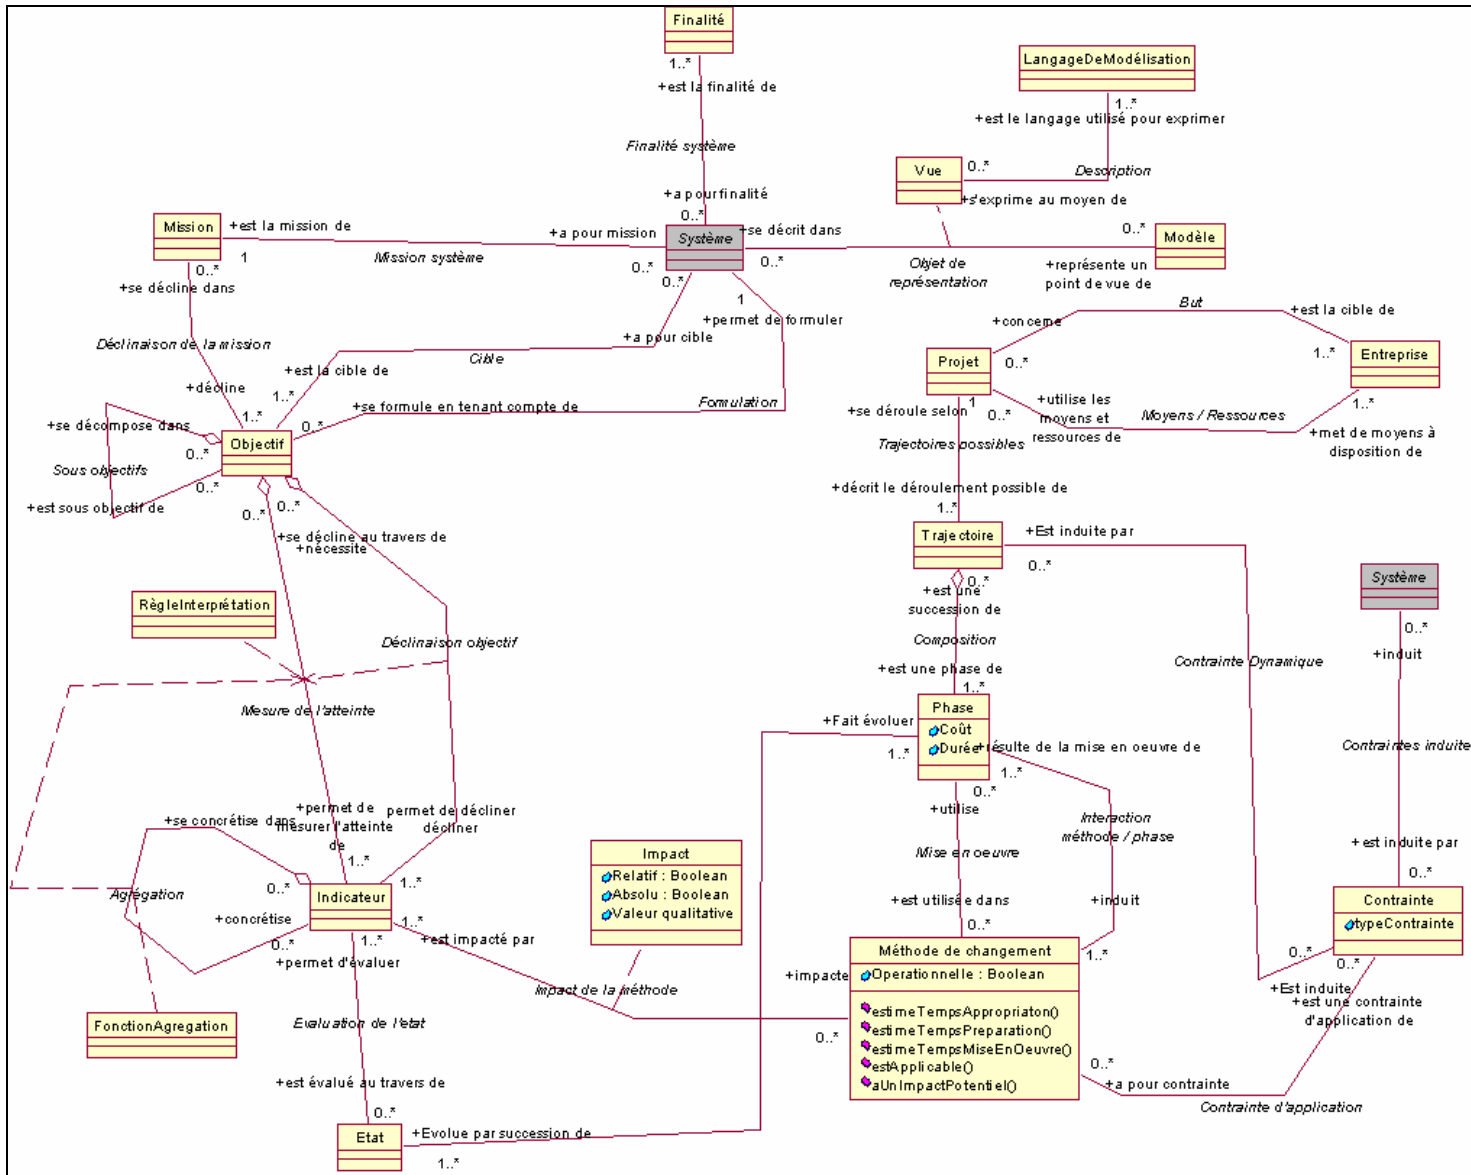 Finalité
1..*
+est la finalité de
Finalité système
+a pour finalité
0..*
LangageDeModélisation
1..*
+est le langage utilisé pour exprimer
Vue
0..*
Description
+s'exprime au moyen de
Mission
+est la mission de
1
Mission système
+a pour mission
0..*
Système
+se décrit dans
0..*
Objet de
représentation
0..*
Modèle
+représente un
point de vue de
0..*
+se décline dans
Déclinaison de la mission
+décline
1..*
0..*
+a pour cible
Cible
+est la cible de
1..*
1
+permet de formuler
Formulation
+se formule en tenant compte de
0..*
But
+concerne
0..*
+est la cible de
1..*
Projet
Entreprise
1
0..*
+utilise les
moyens et
ressources de
Moyens / Ressources
1..*
+met de moyens à
disposition de
+se décompose dans
0..*
Objectif
Sous objectifs
0..*
+est sous objectif de
+se déroule selon
Trajectoires possibles
+décrit le déroulement possible de
1..*
0..*
0..*
+se décline au travers de
+nécessite
Trajectoire
+Est induite par
0..*
0..*
+est une
succession de
Composition
+est une phase de
1..*
Système
0..*
+induit
Contraintes induite
+est induite par
0..*
Contrainte Dynamique
RègleInterprétation
Déclinaison objectif
Mesure de l'atteinte
+permet de
mesurer l'atteinte
de
1..*
permet de décliner
décliner
1..*
Phase
Coût
Durée
+Fait évoluer
1..*
+résulte de la mise en oeuvre de
1..*
0..*
+utilise
Mise en oeuvre
+est utilisée dans
0..*
Interaction
méthode / phase
+induit
1..*
+se concrétise dans
0..*
Agrégation
+concrétise
0..*
Indicateur
1..*
+est impacté par
1..*
+permet d'évaluer
Impact
Relatif : Boolean
Absolu : Boolean
Valeur qualitative
Impact de la méthode
+impacte
0..*
Méthode de changement
Operationnelle : Boolean
estimeTempsAppropriaton()
estimeTempsPreparation()
estimeTempsMiseEnOeuvre()
estApplicable()
aUnImpactPotentiel()
Contrainte
typeContrainte
0..*
+Est induite
0..*
+est une contrainte
d'application de
0..*
+a pour contrainte
Contrainte d'application
FonctionAgregation
Evaluation de l'etat
+est évalué au travers de
0..*
Etat
+Evolue par succession de
1..*